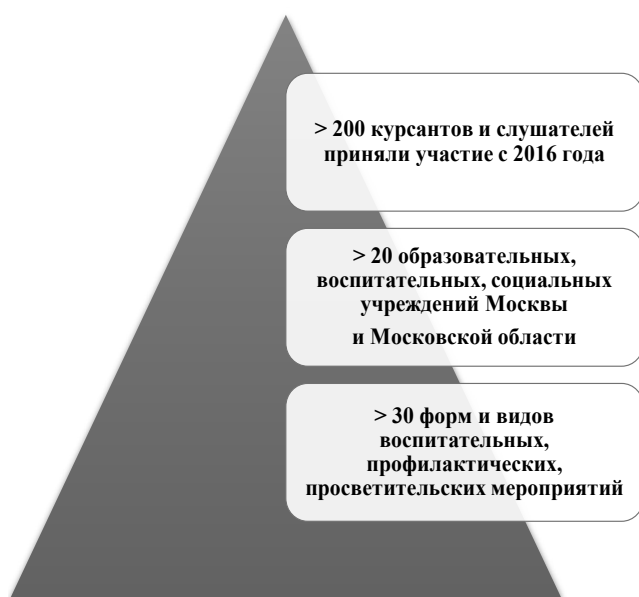 > 200 курсантов и слушателей
приняли участие с 2016 года
> 20 образовательных,
воспитательных, социальных
учреждений Москвы
и Московской области
> 30 форм и видов
воспитательных,
профилактических,
просветительских мероприятий